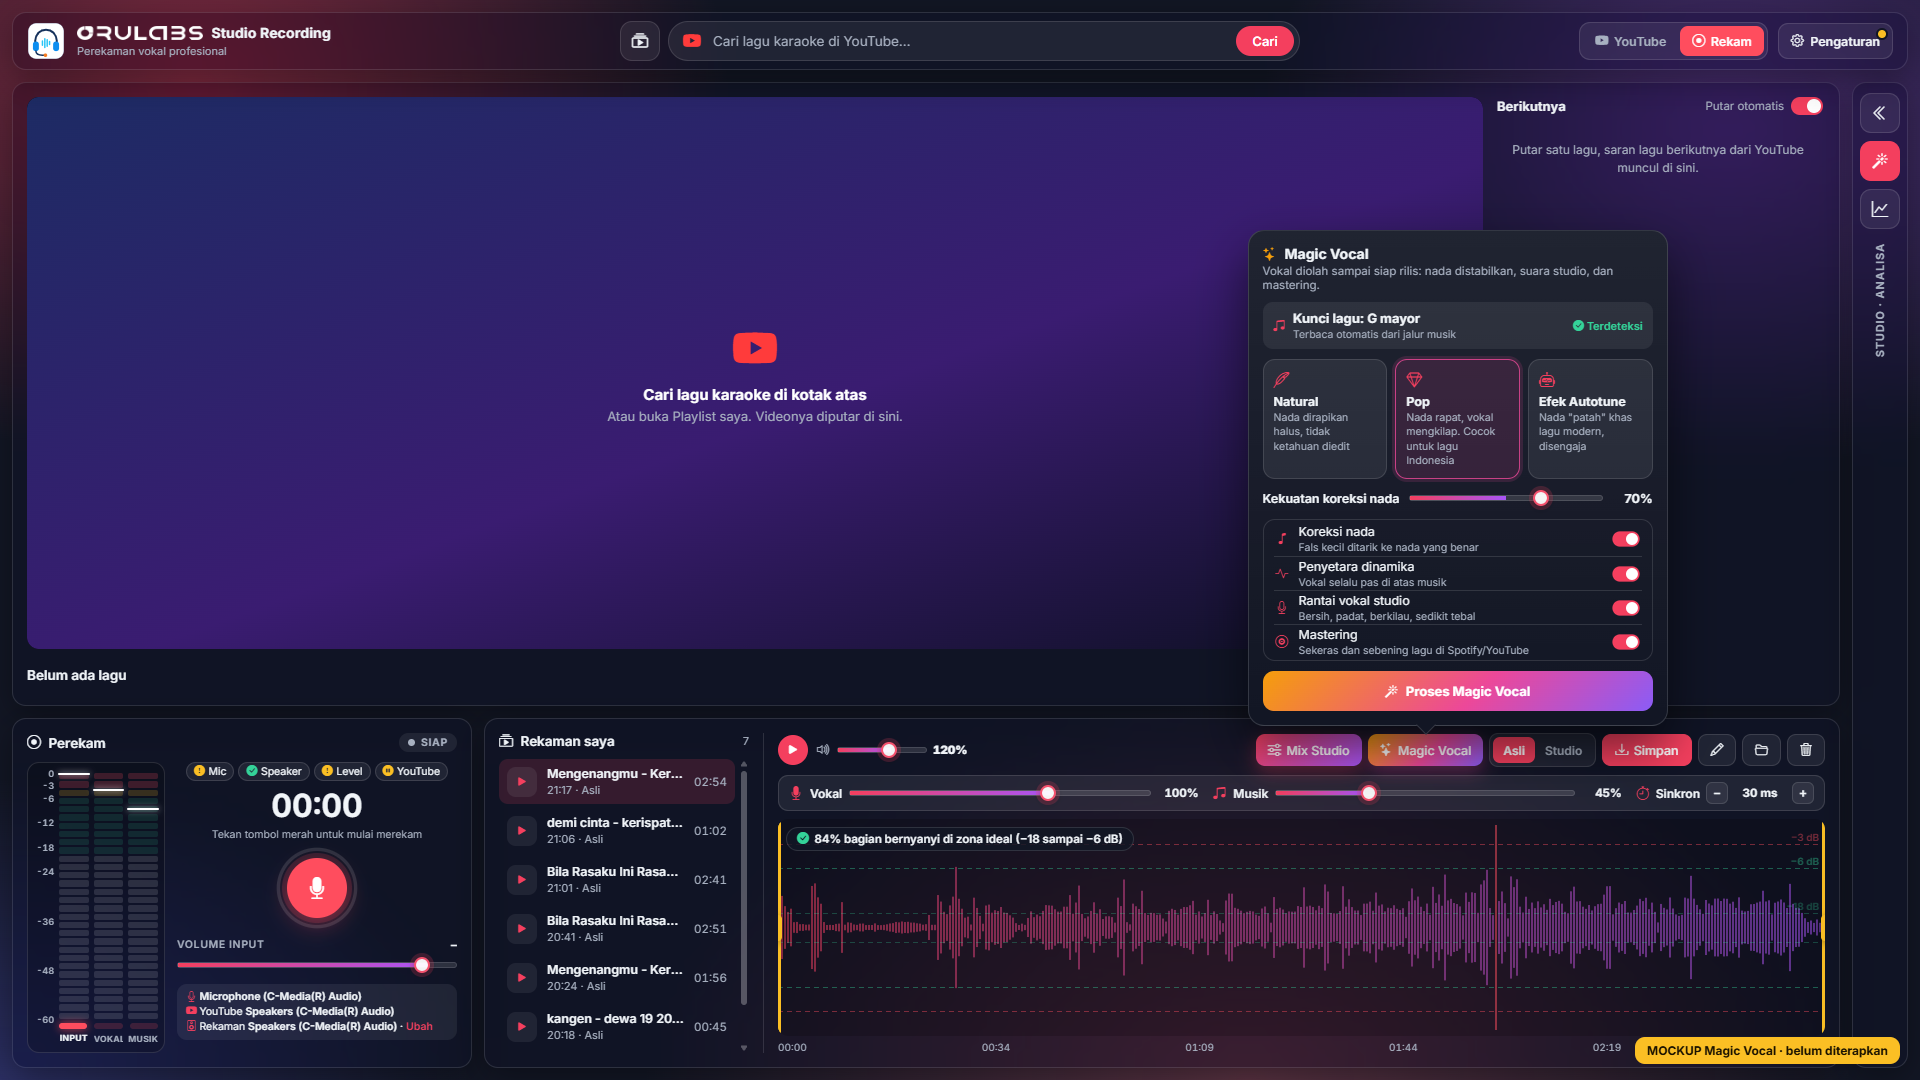 ORULABS Studio Recording
Perekaman vokal profesional
Cari lagu karaoke di YouTube...
Cari
YouTube
Rekam
Pengaturan
Cari lagu karaoke di kotak atas
Atau buka Playlist saya. Videonya diputar di sini.
Belum ada lagu
Berikutnya
Putar otomatis
Putar satu lagu, saran lagu berikutnya dari YouTube
muncul di sini.
STUDIO · ANALISA
Magic Vocal
Vokal diolah sampai siap rilis: nada distabilkan, suara studio, dan
mastering.
Kunci lagu: G mayor
Terbaca otomatis dari jalur musik
Terdeteksi
Natural
Nada dirapikan
halus, tidak
ketahuan diedit
Pop
Nada rapat, vokal
mengkilap. Cocok
untuk lagu
Indonesia
Efek Autotune
Nada "patah" khas
lagu modern,
disengaja
Kekuatan koreksi nada
70%
Koreksi nada
Fals kecil ditarik ke nada yang benar
Penyetara dinamika
Vokal selalu pas di atas musik
Rantai vokal studio
Bersih, padat, berkilau, sedikit tebal
Mastering
Sekeras dan sebening lagu di Spotify/YouTube
Proses Magic Vocal
Perekam
SIAP
0
-3
-6
-12
-18
-24
-36
-48
-60
INPUT VOKAL MUSIK
Mic
Speaker
Level
YouTube
00:00
Tekan tombol merah untuk mulai merekam
VOLUME INPUT
–
Microphone (C-Media(R) Audio)
YouTube Speakers (C-Media(R) Audio)
Rekaman Speakers (C-Media(R) Audio) · Ubah
Rekaman saya
7
Mengenangmu - Ker...
21:17 · Asli
02:54
demi cinta - kerispat...
21:06 · Asli
01:02
Bila Rasaku Ini Rasa...
21:01 · Asli
02:41
Bila Rasaku Ini Rasa...
20:41 · Asli
02:51
Mengenangmu - Ker...
20:24 · Asli
01:56
kangen - dewa 19 20...
20:18 · Asli
00:45
120%
Mix Studio
Magic Vocal
Asli
Studio
Simpan
Vokal
100%
Musik
45%
Sinkron
−
30 ms
+
84% bagian bernyanyi di zona ideal (−18 sampai −6 dB)
−3 dB
−6 dB
00:00
00:34
01:09
01:44
02:19
MOCKUP Magic Vocal · belum diterapkan